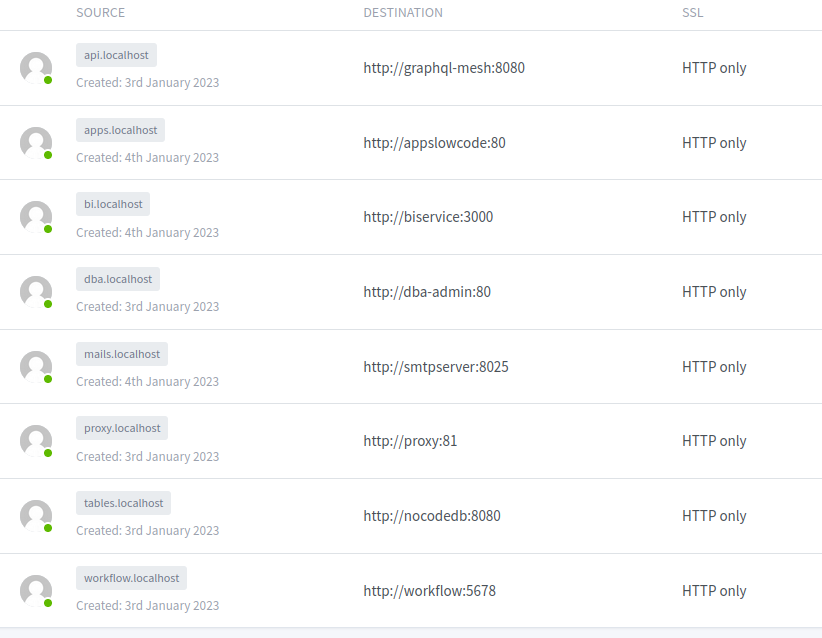 SOURCE DESTINATION SSL
api.localhost
Created: 3rd January 2023
http://graphql-mesh:8080
HTTP only
apps.localhost
Created: 4th January 2023
http://appslowcode:80
HTTP only
bi.localhost
Created: 4th January 2023
http://biservice:3000
HTTP only
dba.localhost
Created: 3rd January 2023
http://dba-admin:80
HTTP only
mails.localhost
Created: 4th January 2023
http://smtpserver:8025
HTTP only
proxy.localhost
Created: 3rd January 2023
http://proxy:81
HTTP only
tables.localhost
Created: 3rd January 2023
http://nocodedb:8080
HTTP only
workflow.localhost
Created: 3rd January 2023
http://workflow:5678
HTTP only